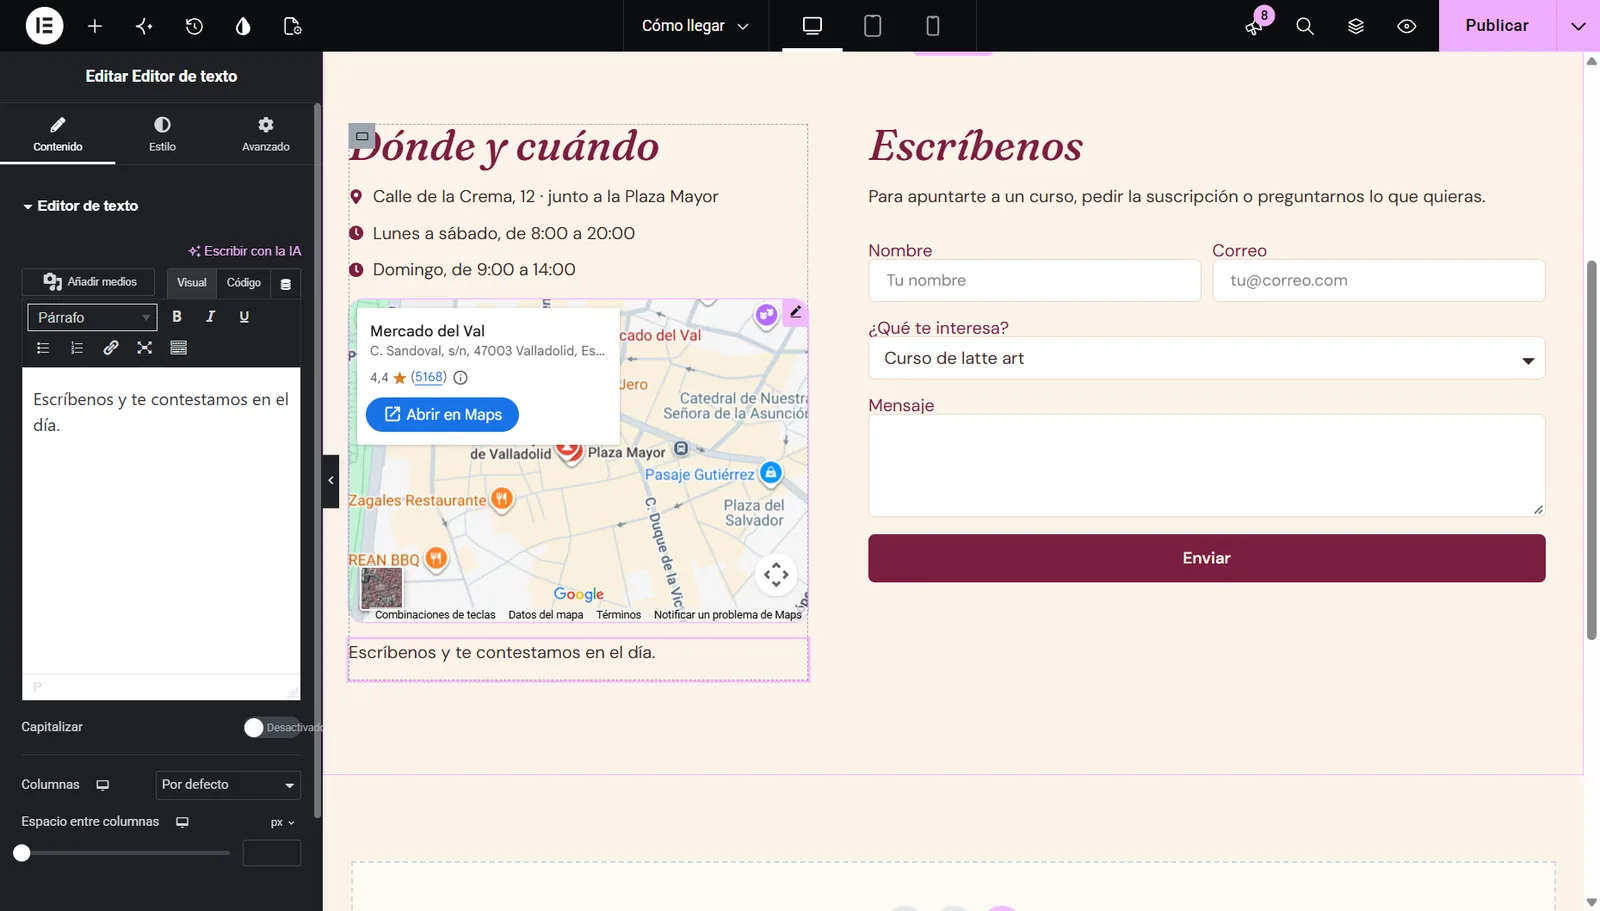 Cómo llegar
8
Publicar
Editar Editor de texto
Contenido
Estilo
Avanzado
Editor de texto
Escribir con la IA
Añadir medios
Visual
Código
Párrafo
B I U
Escríbenos y te contestamos en el
día.
P
Capitalizar
Desactivado
Columnas
Por defecto
Espacio entre columnas
px
Dónde y cuándo
Calle de la Crema, 12 · junto a la Plaza Mayor
Lunes a sábado, de 8:00 a 20:00
Domingo, de 9:00 a 14:00
Mercado del Val
C. Sandoval, s/n, 47003 Valladolid, Es...
4,4 (5168)
Abrir en Maps
cado del Val
Jero
Catedral de Nuestra
Señora de la Asunción
de Valladolid
Plaza Mayor
Pasaje Gutiérrez
Zagales Restaurante
Plaza del
Salvador
C. Duque de la Vic
REAN BBQ
Google
Combinaciones de teclas
Datos del mapa
Términos
Notificar un problema de Maps
Escríbenos y te contestamos en el día.
Escríbenos
Para apuntarte a un curso, pedir la suscripción o preguntarnos lo que quieras.
Nombre
Correo
Tu nombre
tu@correo.com
¿Qué te interesa?
Curso de latte art
Mensaje
Enviar